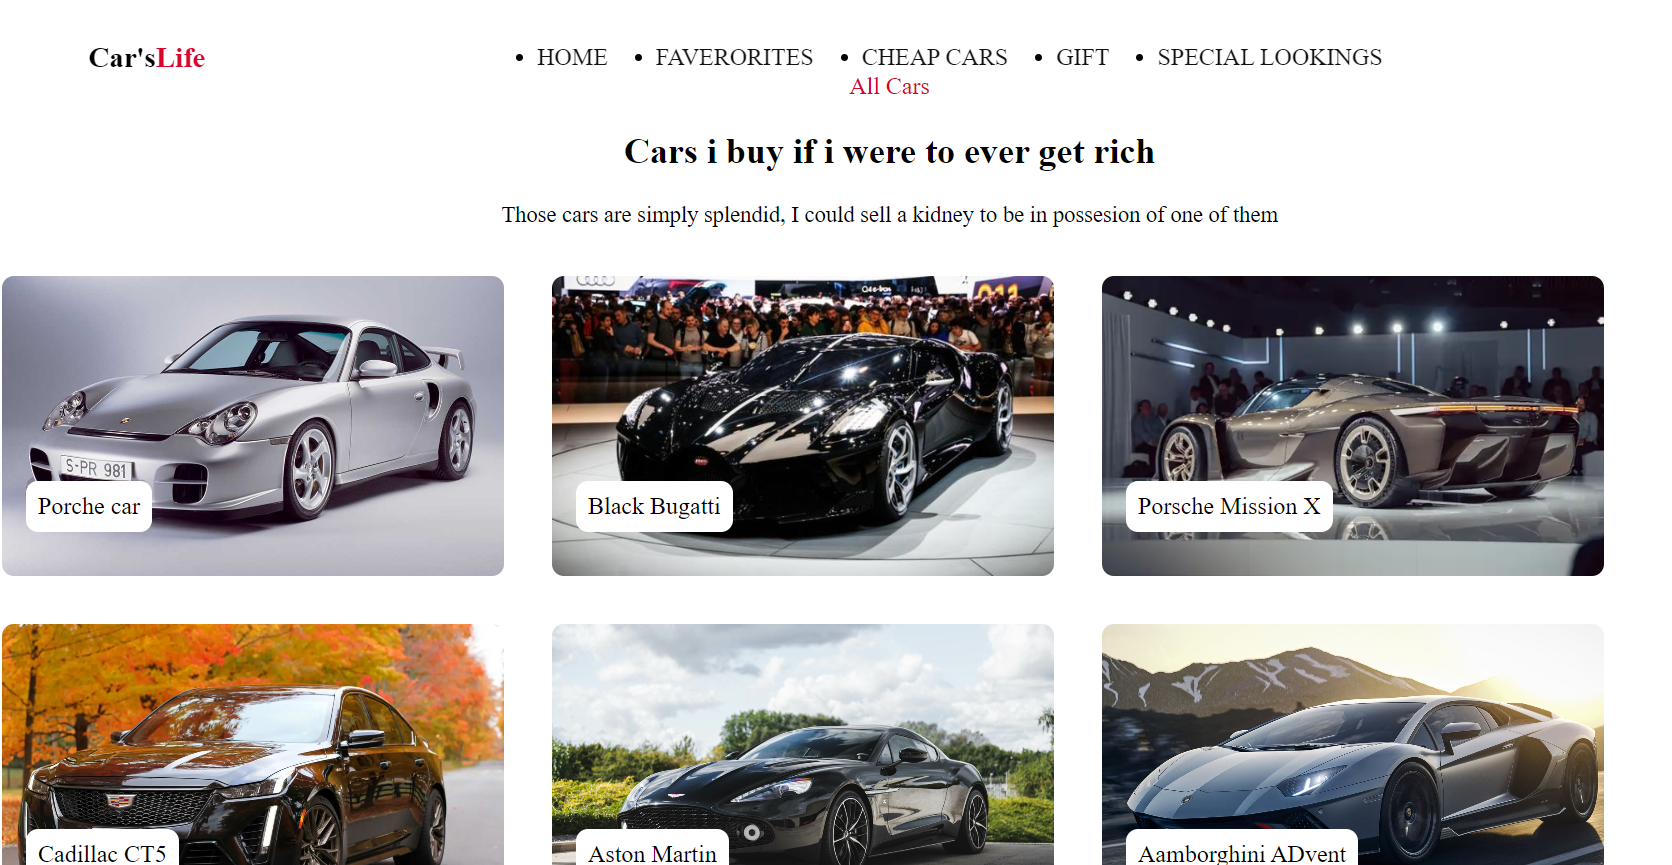 Car'sLife
HOME FAVERORITES CHEAP CARS GIFT SPECIAL LOOKINGS
All Cars
Cars i buy if i were to ever get rich
Those cars are simply splendid, I could sell a kidney to be in possesion of one of them
S-PR 981
Porche car
Black Bugatti
Porsche Mission X
Cadillac CT5
Aston Martin
Aamborghini ADvent